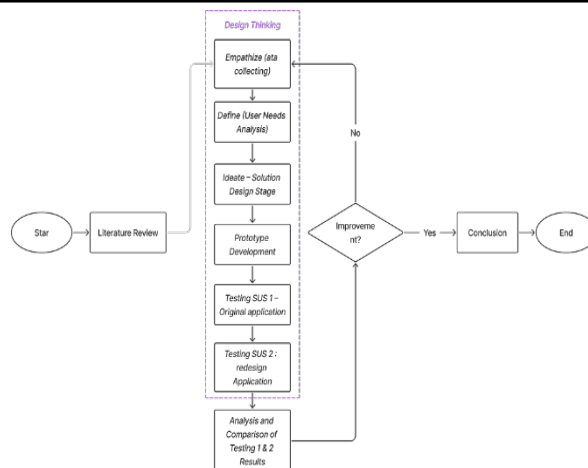 Design Thinking
Empathize (ata
collecting)
Define (User Needs
Analysis)
Ideate – Solution
Design Stage
Prototype
Development
Testing SUS 1 –
Original application
Testing SUS 2 :
redesign
Application
Analysis and
Comparison of
Testing 1 & 2
Results
Star
Literature Review
No
Improveme
nt?
Yes
Conclusion
End